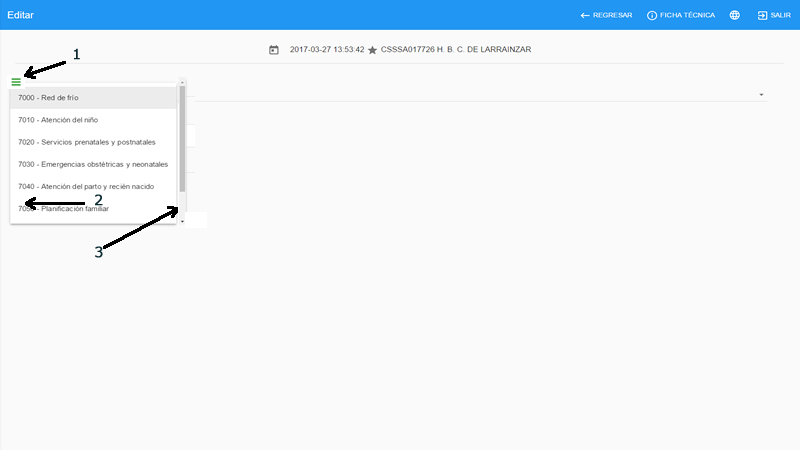 Editar
REGRESAR
FICHA TÉCNICA
SALIR
2017-03-27 13:53:42 CSSSA017726 H. B. C. DE LARRAINZAR
1
7000 - Red de frío
7010 - Atención del niño
7020 - Servicios prenatales y postnatales
7030 - Emergencias obstétricas y neonatales
7040 - Atención del parto y recién nacido
2
7050 - Planificación familiar
3